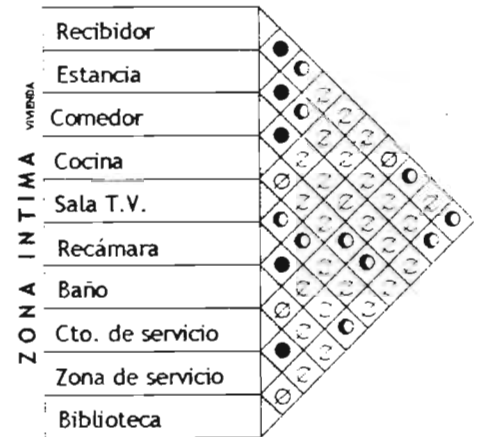 ZONA INTIMA
VIVIENDA
Recibidor
Estancia
Comedor
Cocina
Sala T.V.
Recámara
Baño
Cto. de servicio
Zona de servicio
Biblioteca